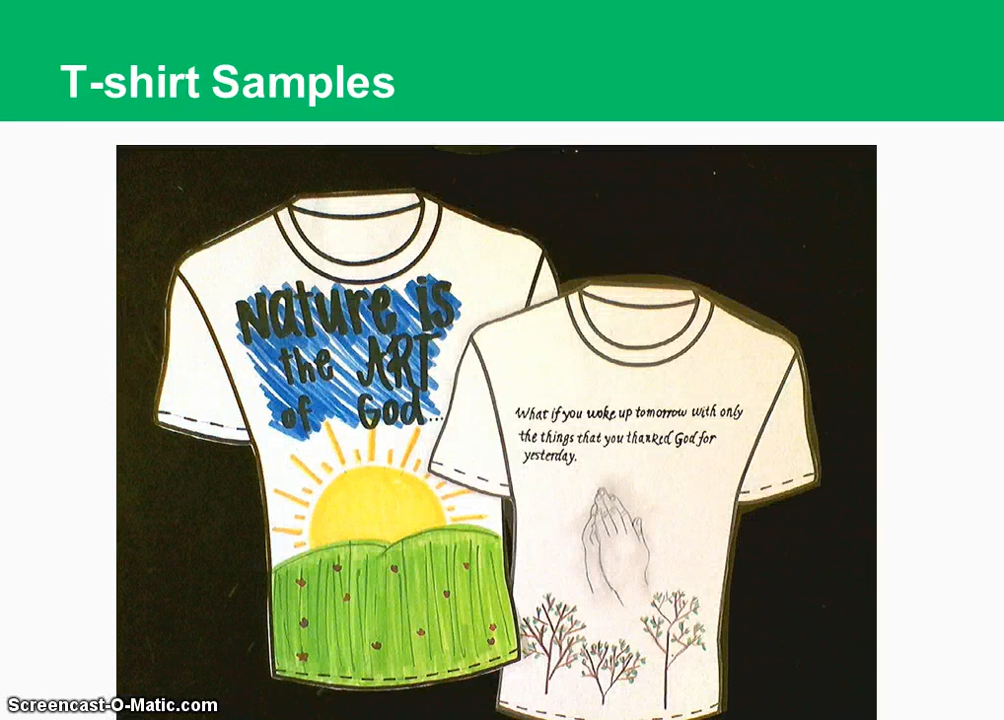 T-shirt Samples
Nature is
the ART
of God...
What if you woke up tomorrow with only
the things that you thanked God for
yesterday.
Screencast-O-Matic.com